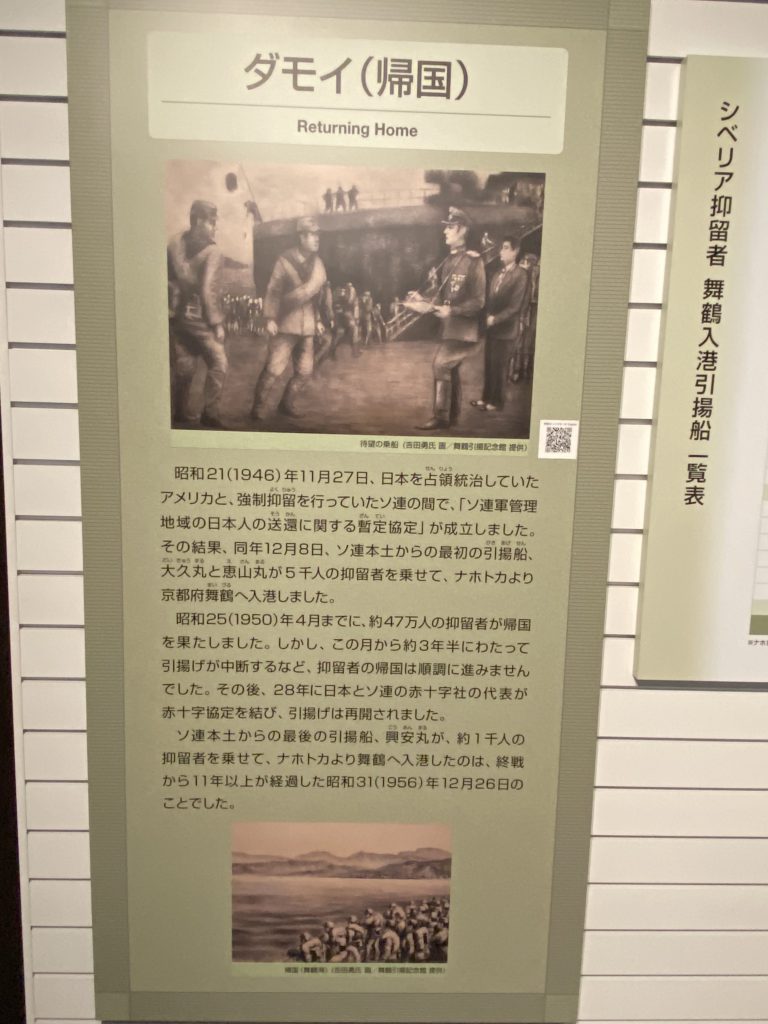 ダモイ(帰国)
Returning Home
待望の乗船 (吉田勇氏 画/舞鶴引揚記念館 提供)
昭和21(1946)年11月27日、日本を占領統治していた
アメリカと、強制抑留を行っていたソ連の間で、「ソ連軍管理
地域の日本人の送還に関する暫定協定」が成立しました。
その結果、同年12月8日、ソ連本土からの最初の引揚船、
大久丸と恵山丸が5千人の抑留者を乗せて、ナホトカより
京都府舞鶴へ入港しました。
昭和25(1950)年4月までに、約47万人の抑留者が帰国
を果たしました。しかし、この月から約3年半にわたって
引揚げが中断するなど、抑留者の帰国は順調に進みません
でした。その後、28年に日本とソ連の赤十字社の代表が
赤十字協定を結び、引揚げは再開されました。
ソ連本土からの最後の引揚船、興安丸が、約1千人の
抑留者を乗せて、ナホトカより舞鶴へ入港したのは、終戦
から11年以上が経過した昭和31(1956)年12月26日の
ことでした。
帰国 (舞鶴湾) (吉田勇氏 画/舞鶴引揚記念館 提供)
シベリア抑留者 舞鶴入港引揚船 一覧表